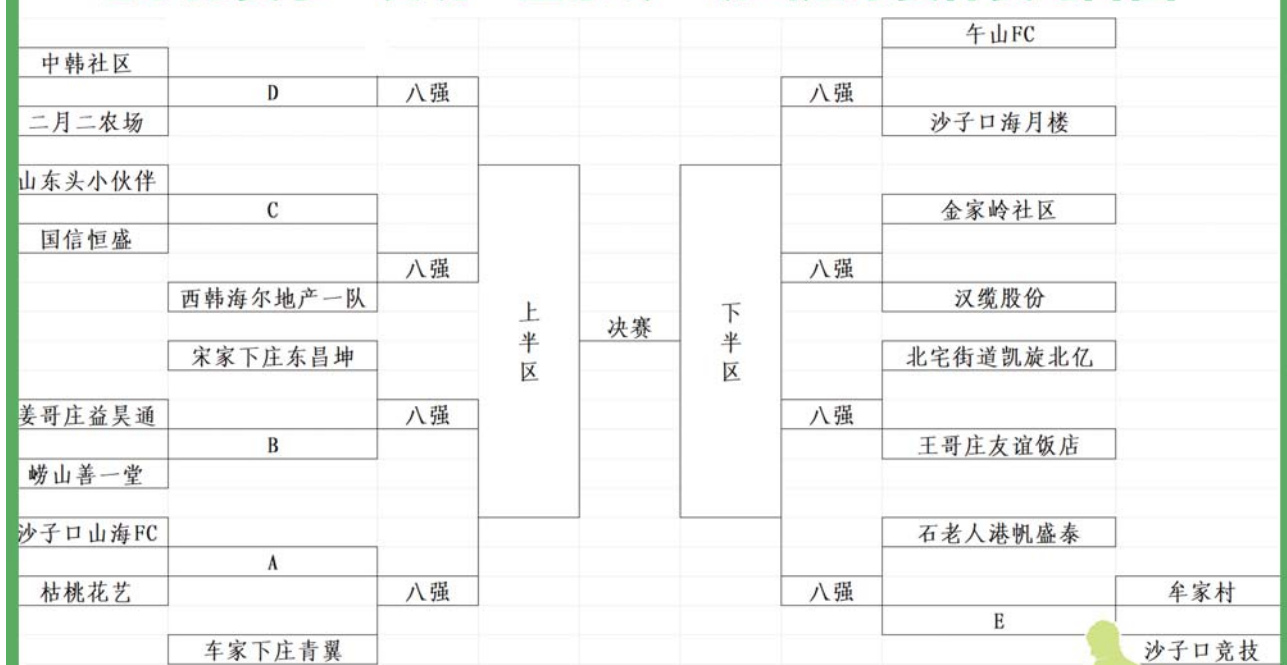 午山FC
中韩社区
D
八强
八强
二月二农场
沙子口海月楼
山东头小伙伴
C
金家岭社区
国信恒盛
八强
八强
西韩海尔地产一队
汉缆股份
上半区
决赛
下半区
宋家下庄东昌坤
北宅街道凯旋北亿
姜哥庄益昊通
八强
八强
B
王哥庄友谊饭店
崂山善一堂
沙子口山海FC
石老人港帆盛泰
A
枯桃花艺
八强
八强
牟家村
E
车家下庄青翼
沙子口竞技